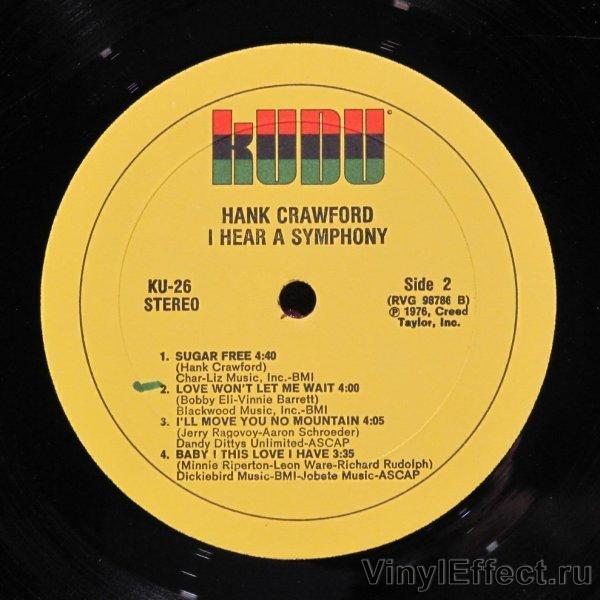 KUDU
HANK CRAWFORD
I HEAR A SYMPHONY
KU-26
STEREO
Side 2
(RVG 98786 B)
℗ 1976, Creed
Taylor, Inc.
1. SUGAR FREE 4:40
(Hank Crawford)
Char-Liz Music, Inc.-BMI
2. LOVE WON'T LET ME WAIT 4:00
(Bobby Eli-Vinnie Barrett)
Blackwood Music, Inc.-BMI
3. I'LL MOVE YOU NO MOUNTAIN 4:05
(Jerry Ragovoy-Aaron Schroeder)
Dandy Dittys Unlimited-ASCAP
4. BABY ! THIS LOVE I HAVE 3:35
(Minnie Riperton-Leon Ware-Richard Rudolph)
Dickiebird Music-BMI-Jobete Music-ASCAP
VinylEffect.ru